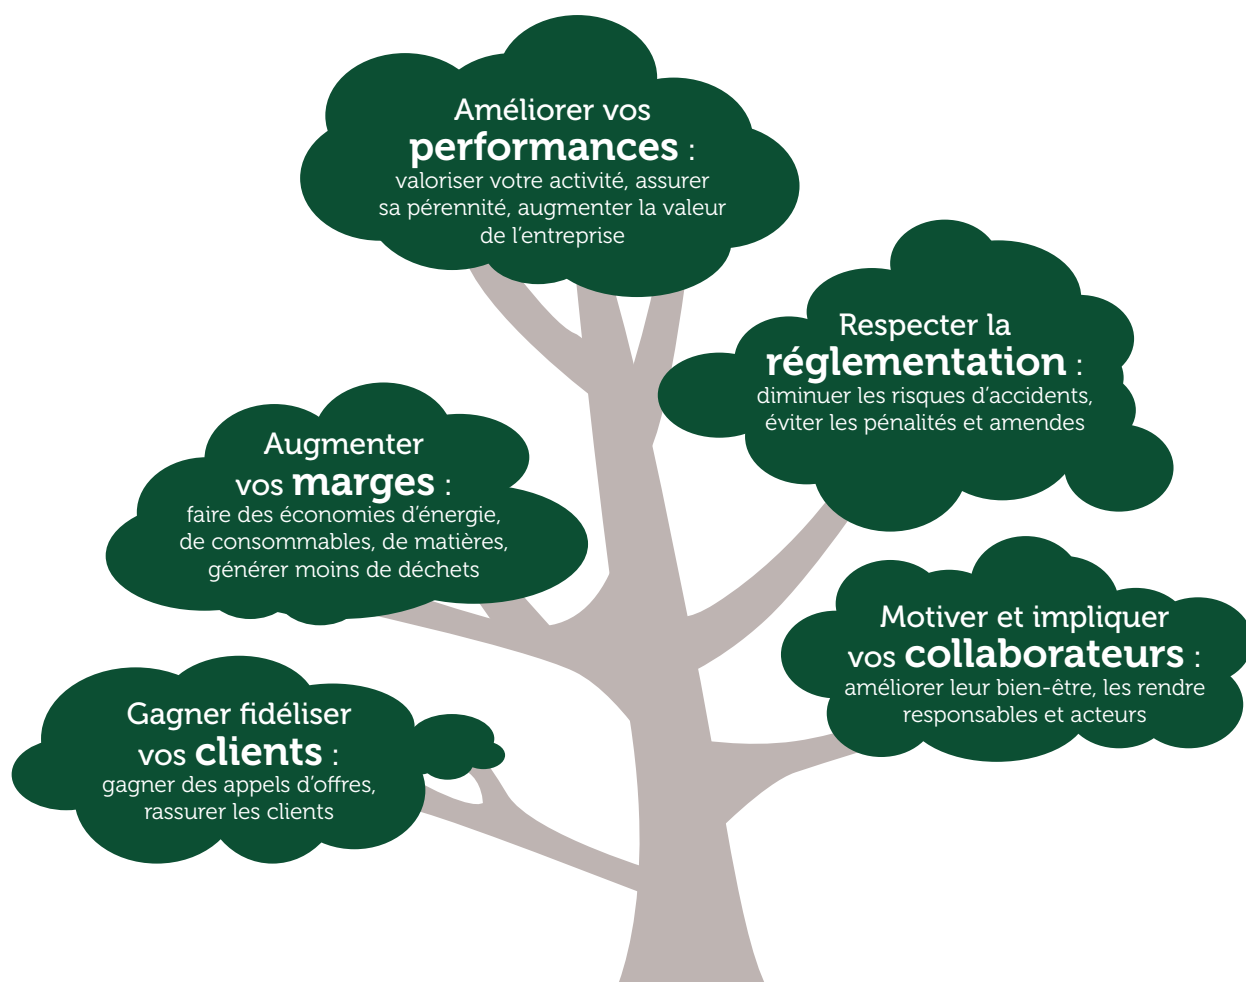 Améliorer vos
performances :
valoriser votre activité, assurer
sa pérennité, augmenter la valeur
de l'entreprise
Respecter la
réglementation :
diminuer les risques d'accidents,
éviter les pénalités et amendes
Augmenter
vos marges :
faire des économies d'énergie,
de consommables, de matières,
générer moins de déchets
Motiver et impliquer
vos collaborateurs :
améliorer leur bien-être, les rendre
responsables et acteurs
Gagner fidéliser
vos clients :
gagner des appels d'offres,
rassurer les clients